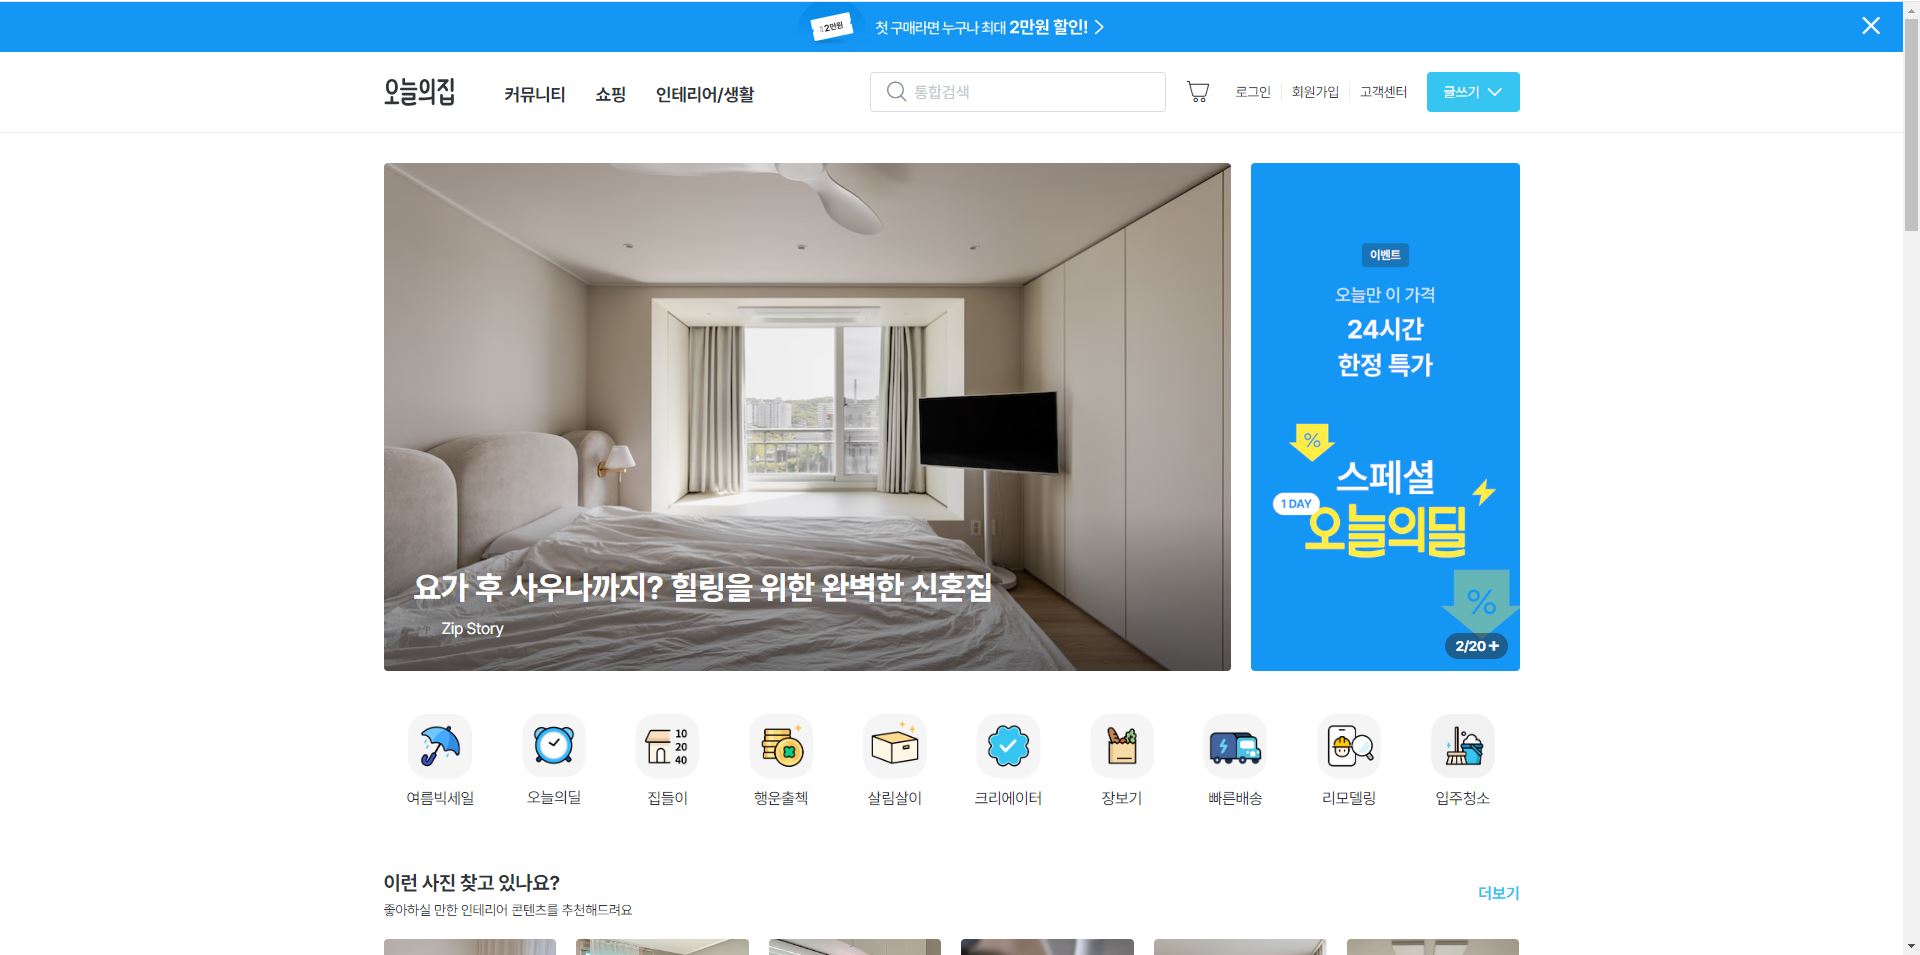 2만원
첫 구매라면 누구나 최대 2만원 할인!
오늘의집
커뮤니티 쇼핑 인테리어/생활
통합검색
로그인 회원가입 고객센터
글쓰기
요가 후 사우나까지? 힐링을 위한 완벽한 신혼집
Zip Story
이벤트
오늘만 이 가격
24시간
한정 특가
%
스페셜
1 DAY
오늘의딜
%
2/20 +
10
20
40
여름빅세일 오늘의딜 집들이 행운출첵 살림살이 크리에이터 장보기 빠른배송 리모델링 입주청소
이런 사진 찾고 있나요?
좋아하실 만한 인테리어 콘텐츠를 추천해드려요
더보기